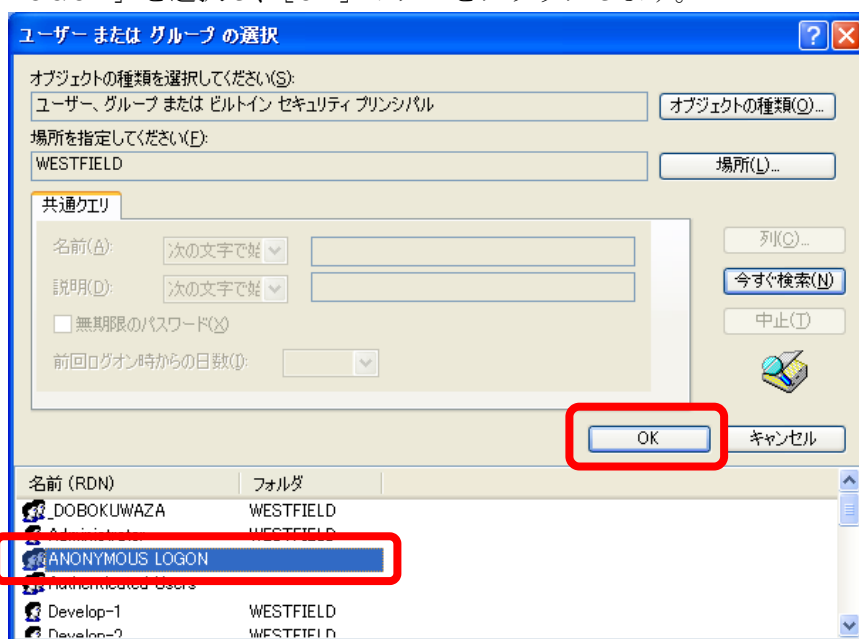 ユーザー または グループ の選択
オブジェクトの種類を選択してください(S):
ユーザー、グループ または ビルトイン セキュリティ プリンシパル
オブジェクトの種類(O)...
場所を指定してください(F):
WESTFIELD
場所(L)...
共通クエリ
名前(A):
次の文字で始
列(C)...
説明(D):
次の文字で始
今すぐ検索(N)
無期限のパスワード(X)
中止(T)
前回ログオン時からの日数(I):
OK
キャンセル
名前 (RDN)
フォルダ
_DOBOKUWAZA WESTFIELD
Administrator WESTFIELD
ANONYMOUS LOGON
Authenticated Users
Develop-1 WESTFIELD
Develop-2 WESTFIELD